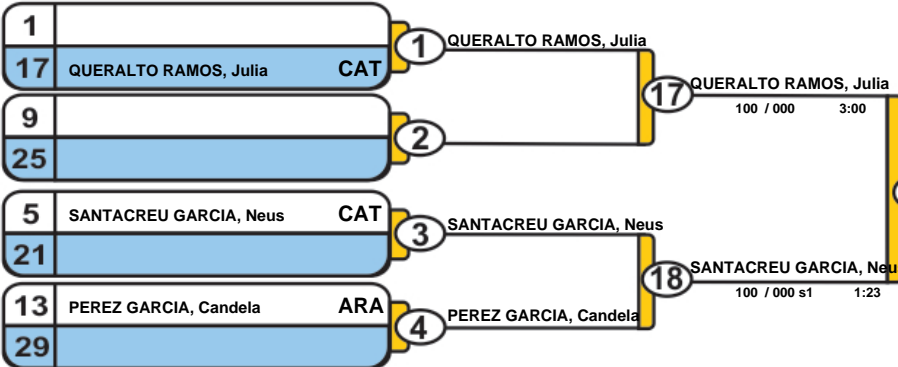 1
17 QUERALTO RAMOS, Julia CAT
1
QUERALTO RAMOS, Julia
9
25
2
17
QUERALTO RAMOS, Julia
100 / 000 3:00
5 SANTACREU GARCIA, Neus CAT
21
3
SANTACREU GARCIA, Neus
13 PEREZ GARCIA, Candela ARA
29
4
PEREZ GARCIA, Candela
18
SANTACREU GARCIA, Neu
100 / 000 s1 1:23